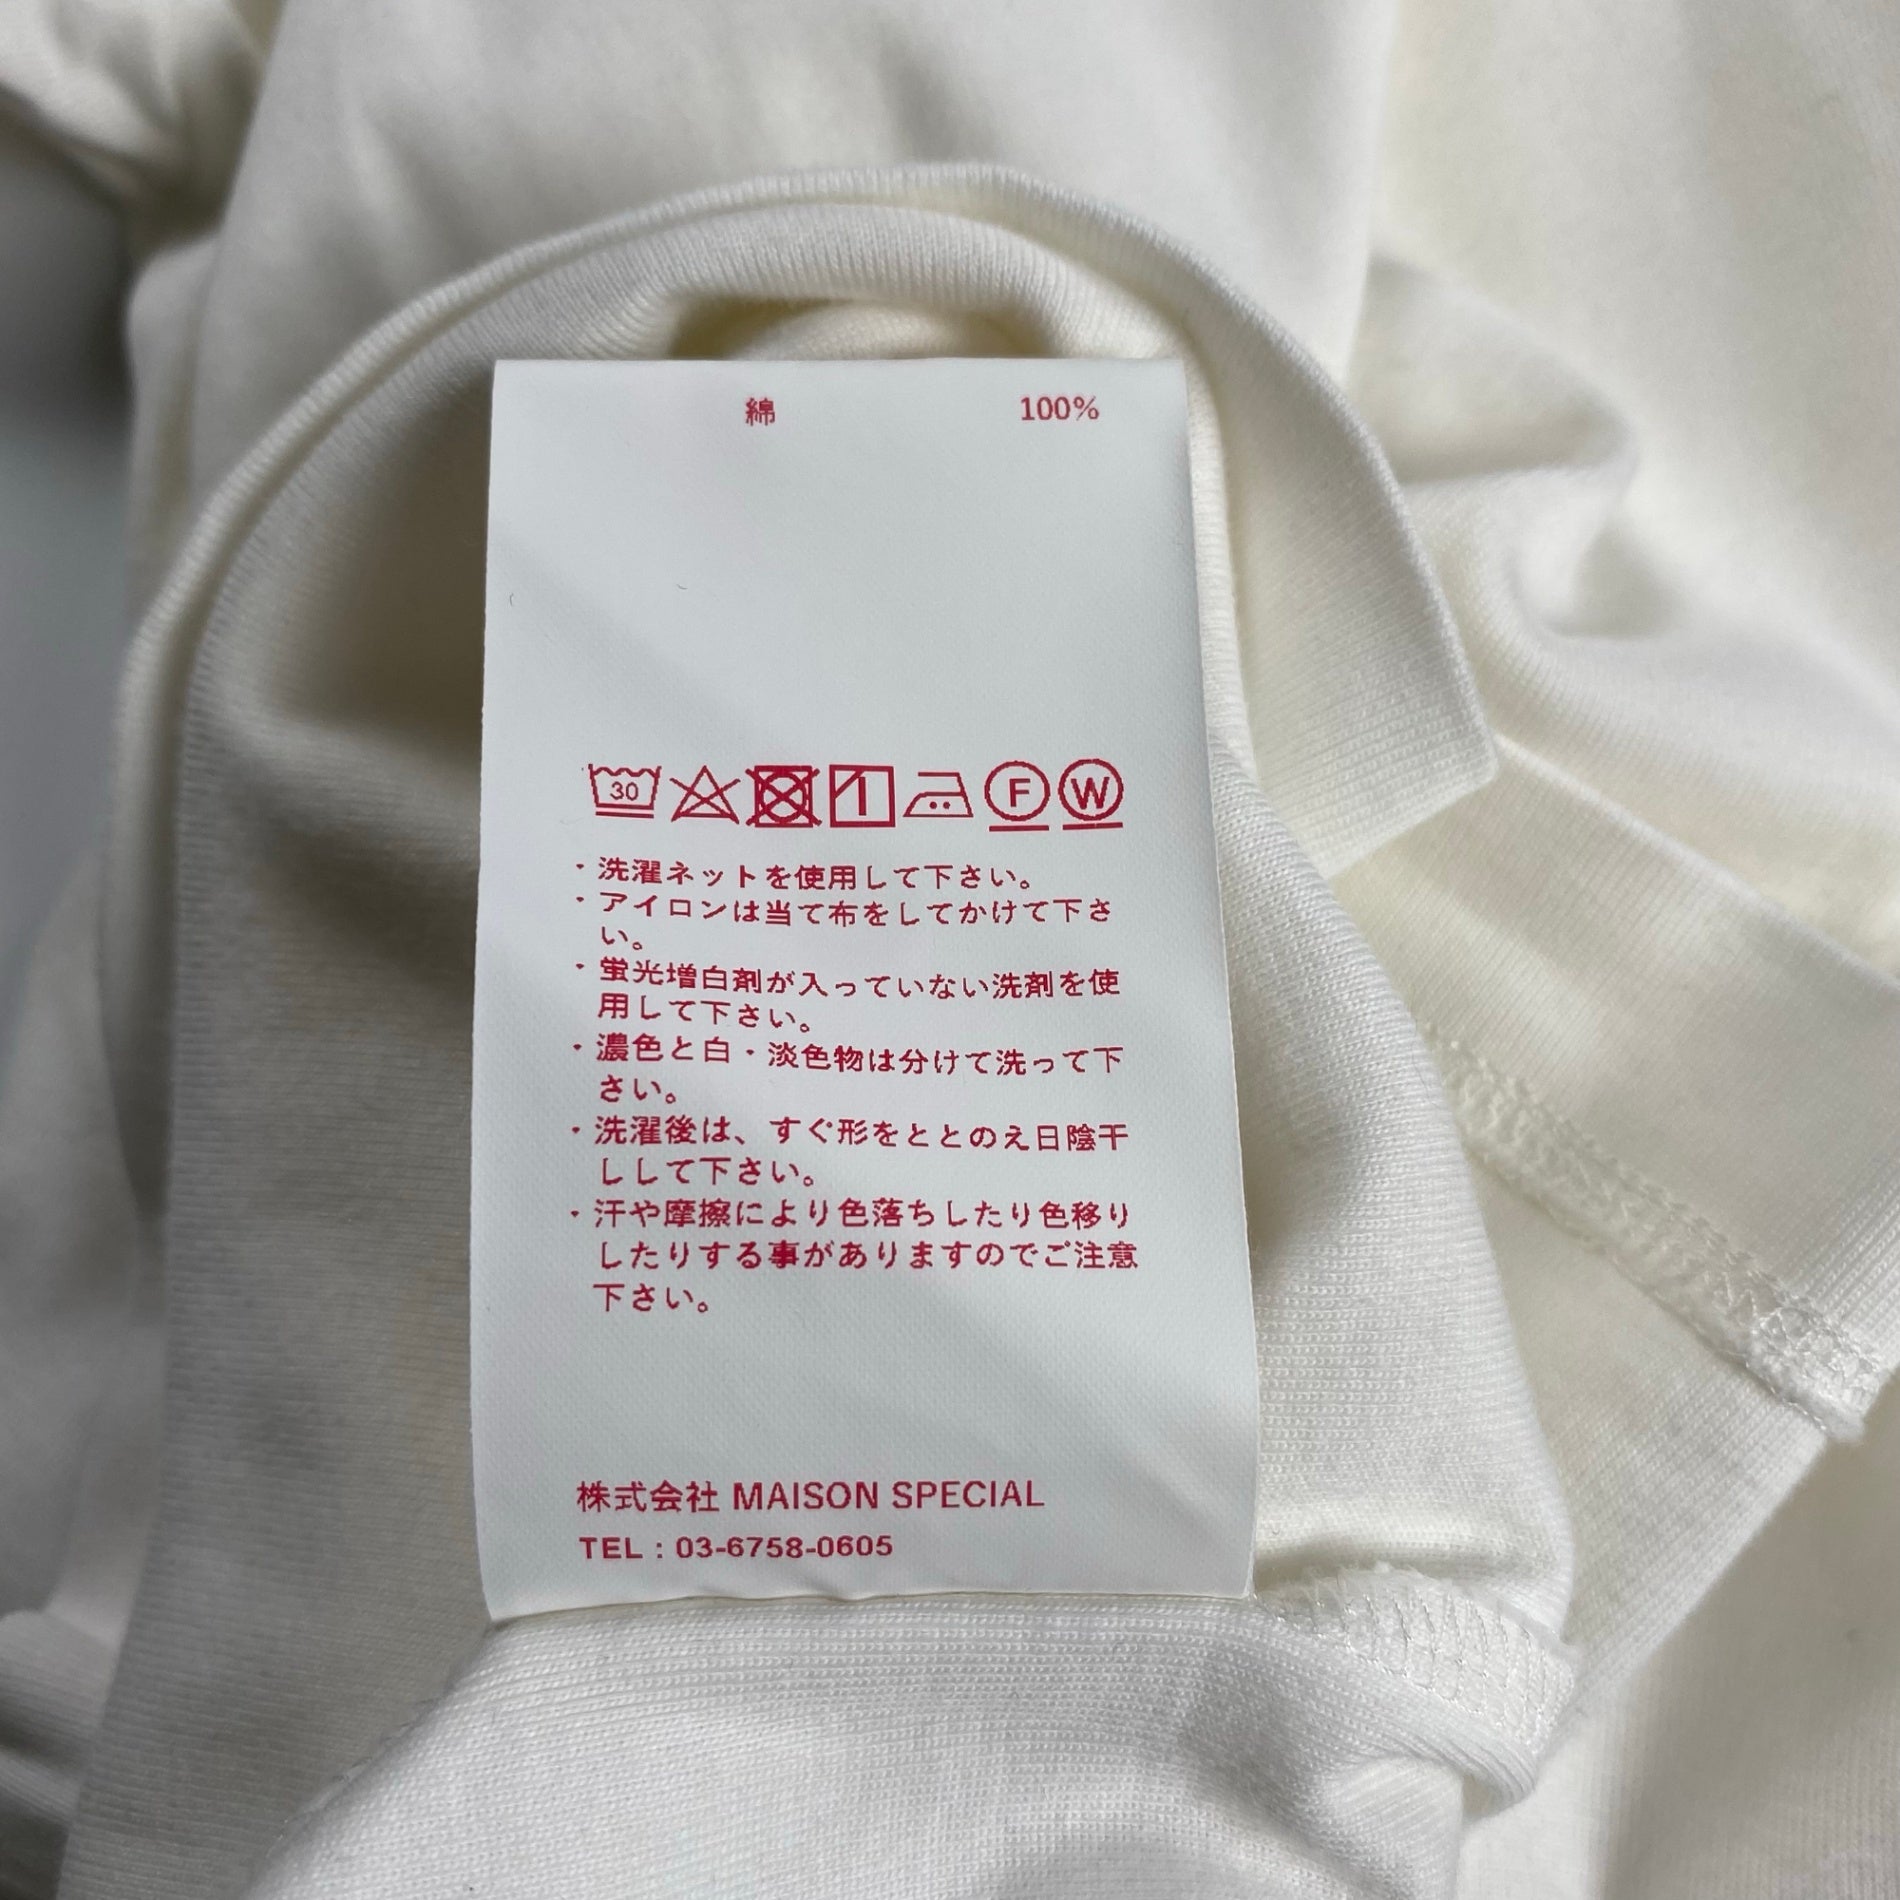 綿 100%
30 F W
・洗濯ネットを使用して下さい。
・アイロンは当て布をしてかけて下さ
い。
・蛍光増白剤が入っていない洗剤を使
用して下さい。
・濃色と白・淡色物は分けて洗って下
さい。
・洗濯後は、すぐ形をととのえ日陰干
しして下さい。
・汗や摩擦により色落ちしたり色移り
したりする事がありますのでご注意
下さい。
株式会社 MAISON SPECIAL
TEL : 03-6758-0605